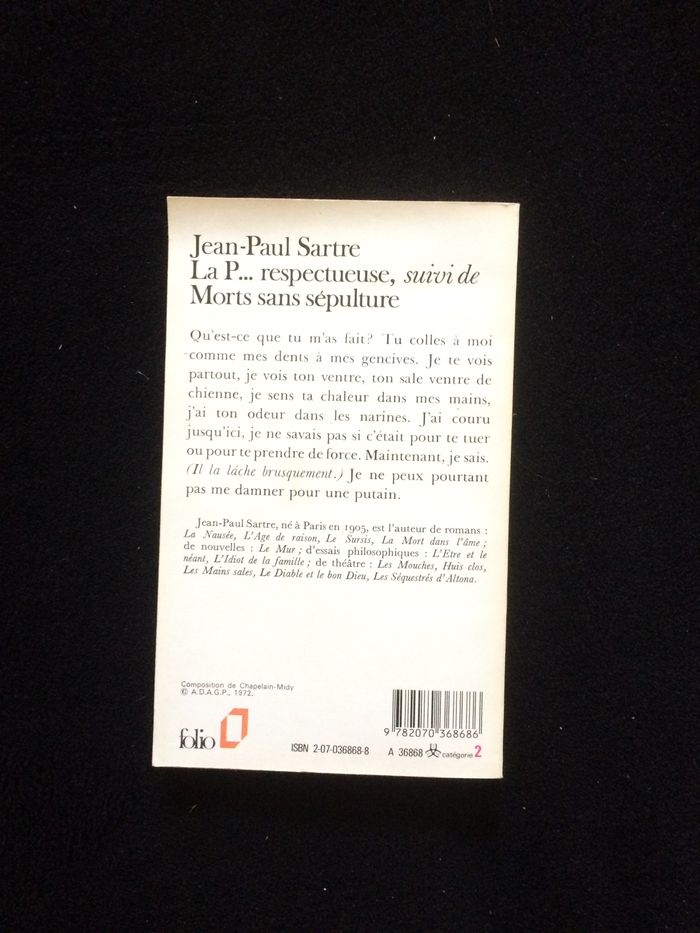 Jean-Paul Sartre
La P... respectueuse, suivi de
Morts sans sépulture
Qu'est-ce que tu m'as fait? Tu colles à moi
comme mes dents à mes gencives. Je te vois
partout, je vois ton ventre, ton sale ventre de
chienne, je sens ta chaleur dans mes mains,
j'ai ton odeur dans les narines. J'ai couru
jusqu'ici, je ne savais pas si c'était pour te tuer
ou pour te prendre de force. Maintenant, je sais.
(Il la lâche brusquement.) Je ne peux pourtant
pas me damner pour une putain.
Jean-Paul Sartre, né à Paris en 1905, est l'auteur de romans :
La Nausée, L'Age de raison, Le Sursis, La Mort dans l'âme ;
de nouvelles : Le Mur ; d'essais philosophiques : L'Etre et le
néant, L'Idiot de la famille ; de théâtre : Les Mouches, Huis clos,
Les Mains sales, Le Diable et le bon Dieu, Les Séquestrés d'Altona.
Composition de Chapelain-Midy
© A.D.A.G.P., 1972.
folio
ISBN 2-07-036868-8
9 782070 368686
A 36868 catégorie 2